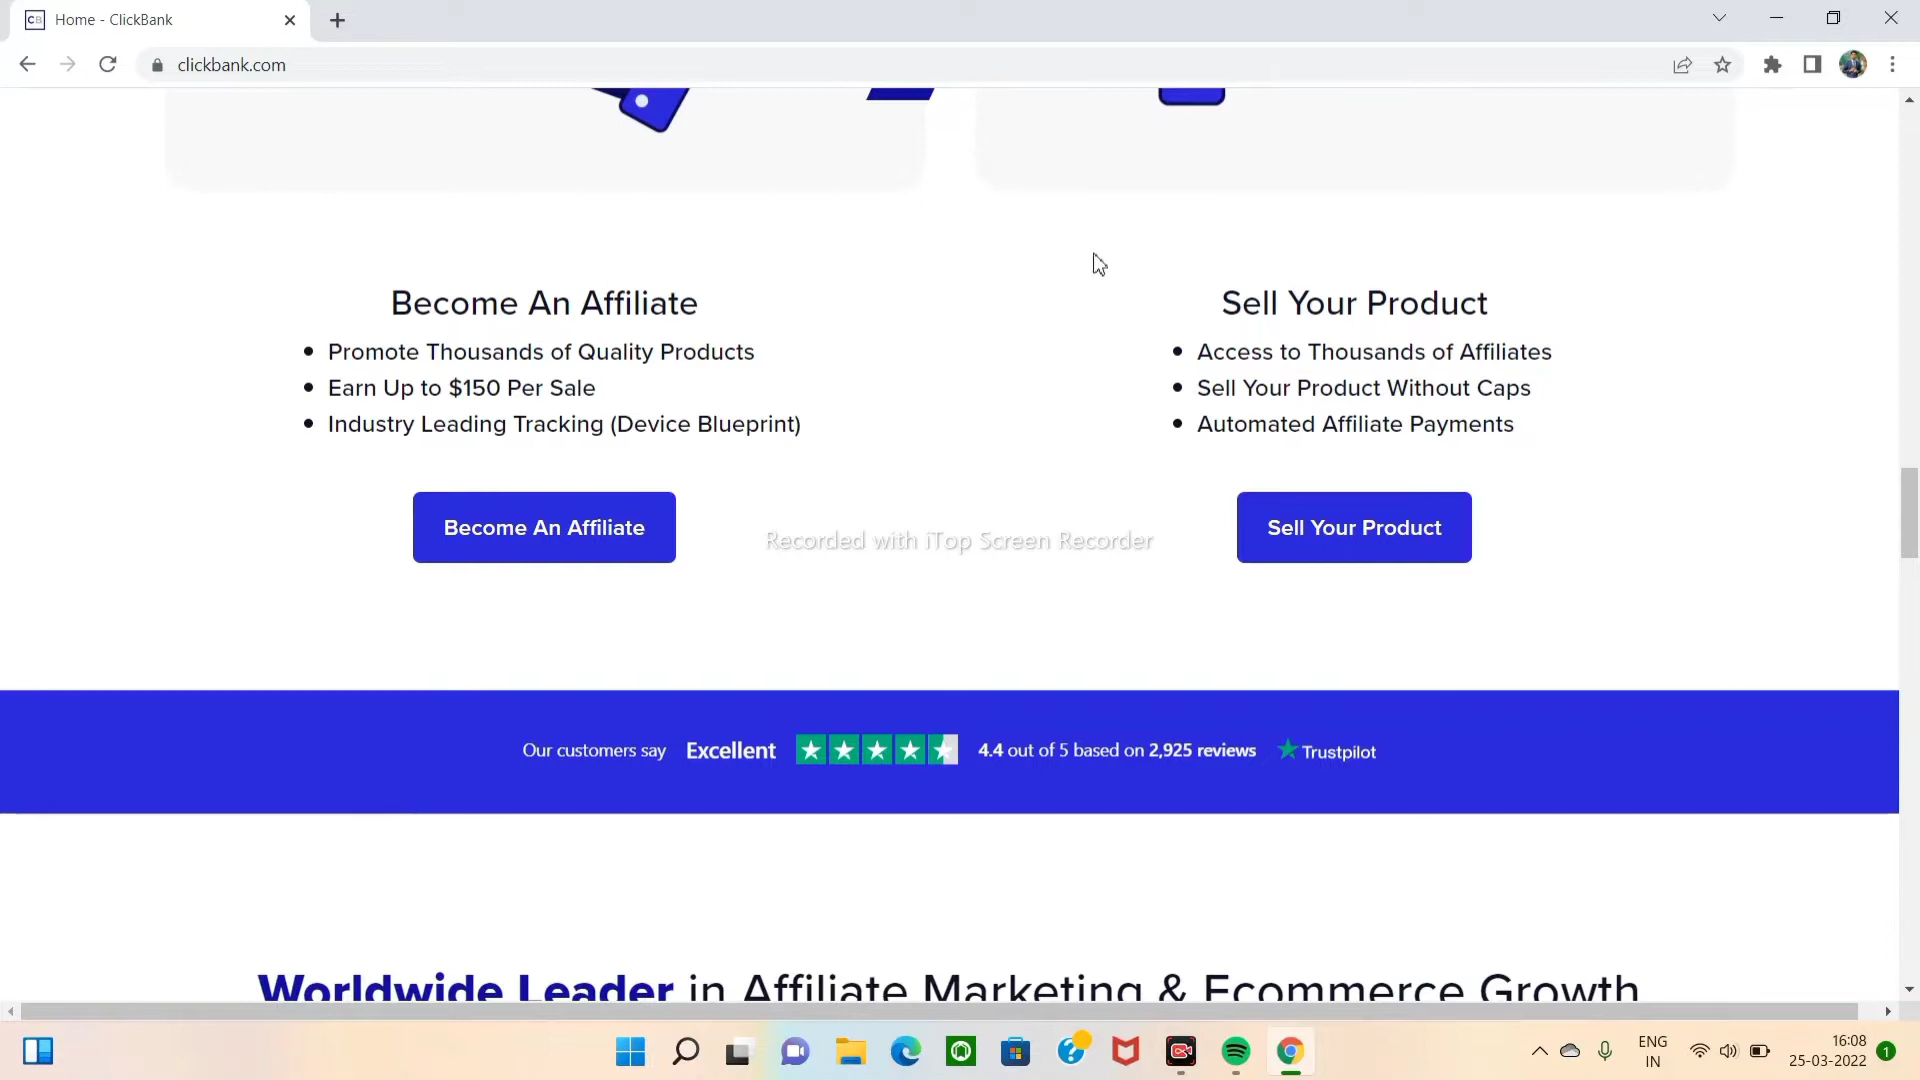 CB Home - ClickBank
clickbank.com
Become An Affiliate
Promote Thousands of Quality Products
Earn Up to $150 Per Sale
Industry Leading Tracking (Device Blueprint)
Become An Affiliate
Sell Your Product
Access to Thousands of Affiliates
Sell Your Product Without Caps
Automated Affiliate Payments
Sell Your Product
Recorded with iTop Screen Recorder
Our customers say Excellent 4.4 out of 5 based on 2,925 reviews Trustpilot
Worldwide Leader in Affiliate Marketing & Ecommerce Growth
ENG
IN
16:08
25-03-2022
1